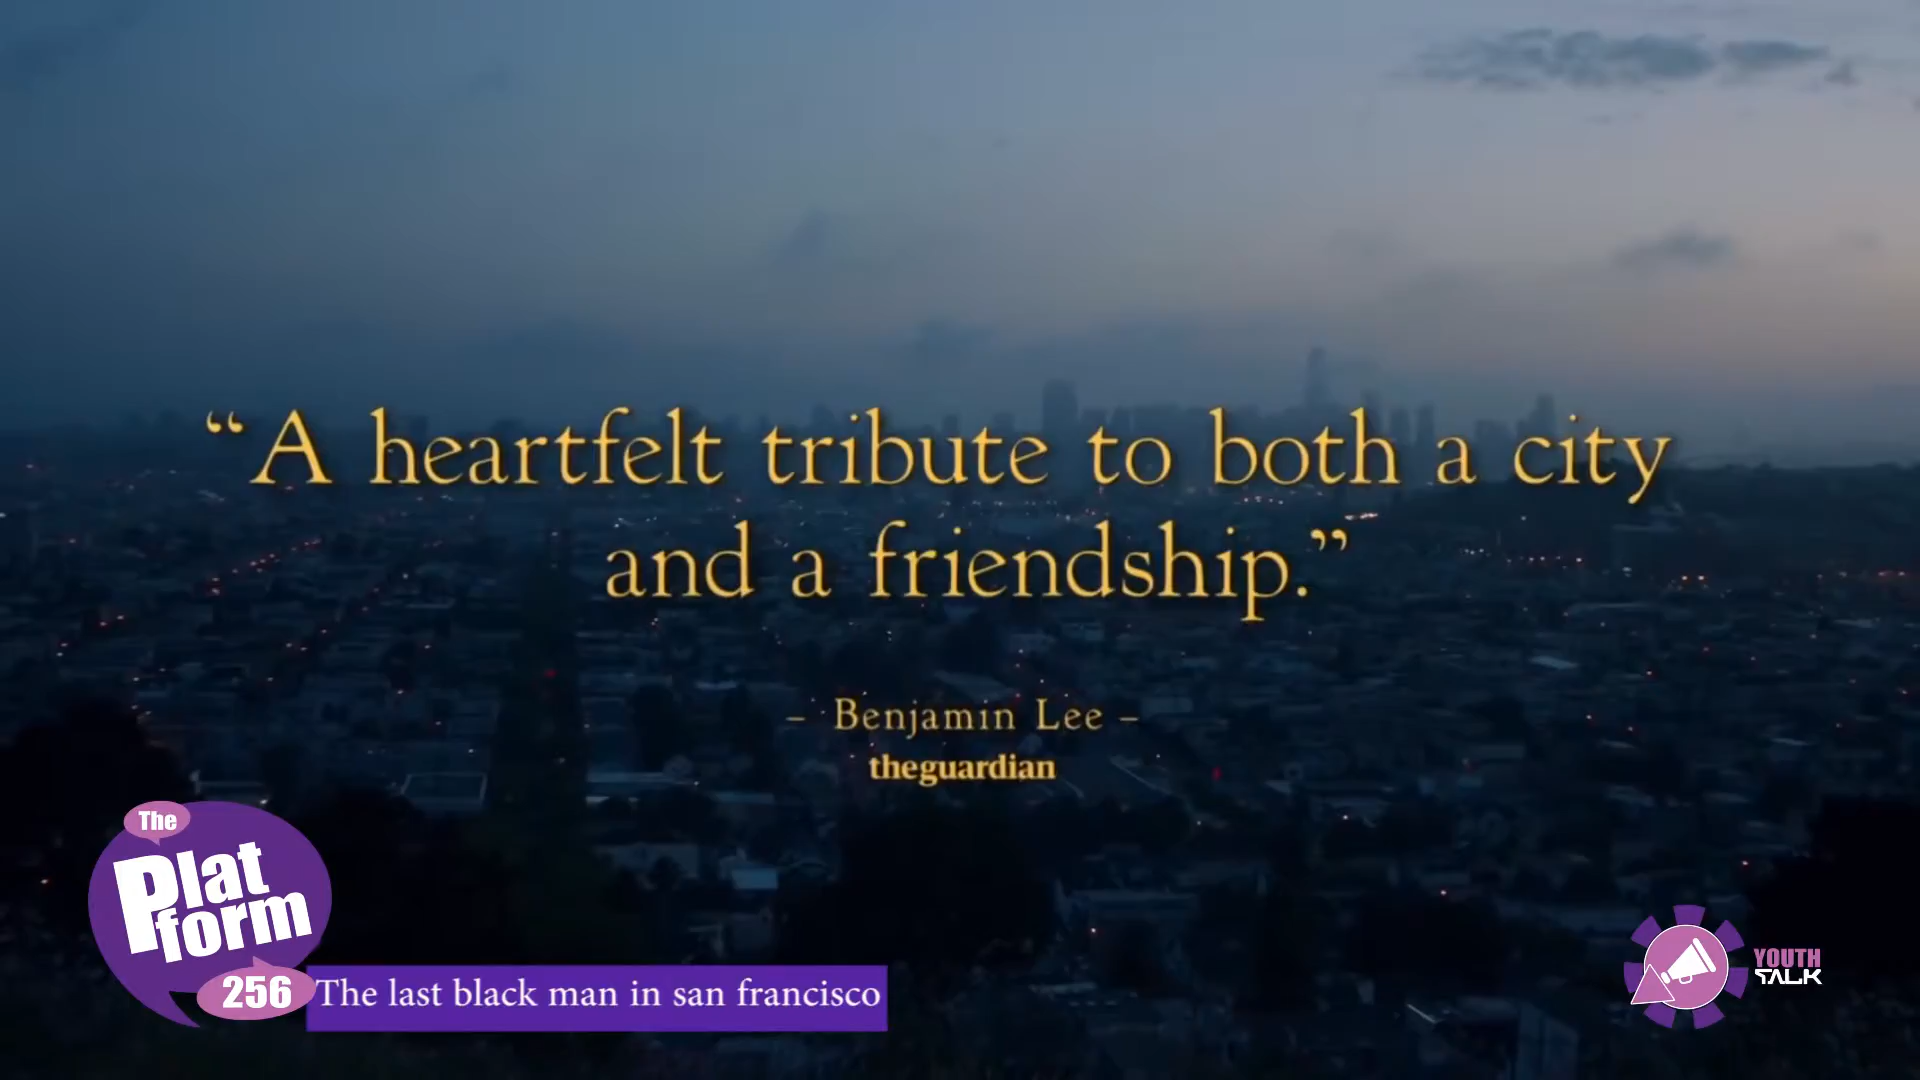 “A heartfelt tribute to both a city
and a friendship.”
– Benjamin Lee –
theguardian
The
Plat
form
256
The last black man in san francisco
YOUTH
TALK